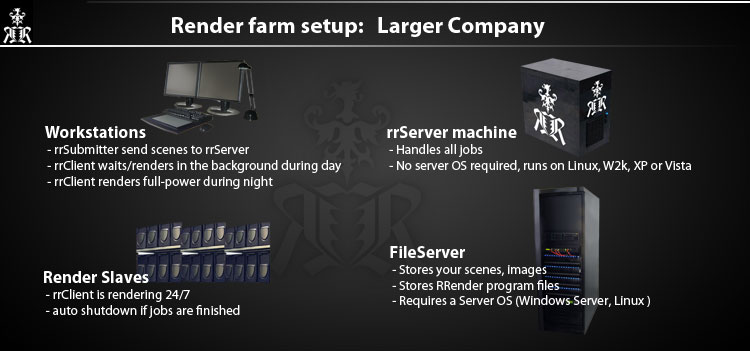 Render farm setup: Larger Company
Workstations
- rrSubmitter send scenes to rrServer
- rrClient waits/renders in the background during day
- rrClient renders full-power during night
rrServer machine
- Handles all jobs
- No server OS required, runs on Linux, W2k, XP or Vista
Render Slaves
- rrClient is rendering 24/7
- auto shutdown if jobs are finished
FileServer
- Stores your scenes, images
- Stores RRender program files
- Requires a Server OS (Windows Server, Linux )